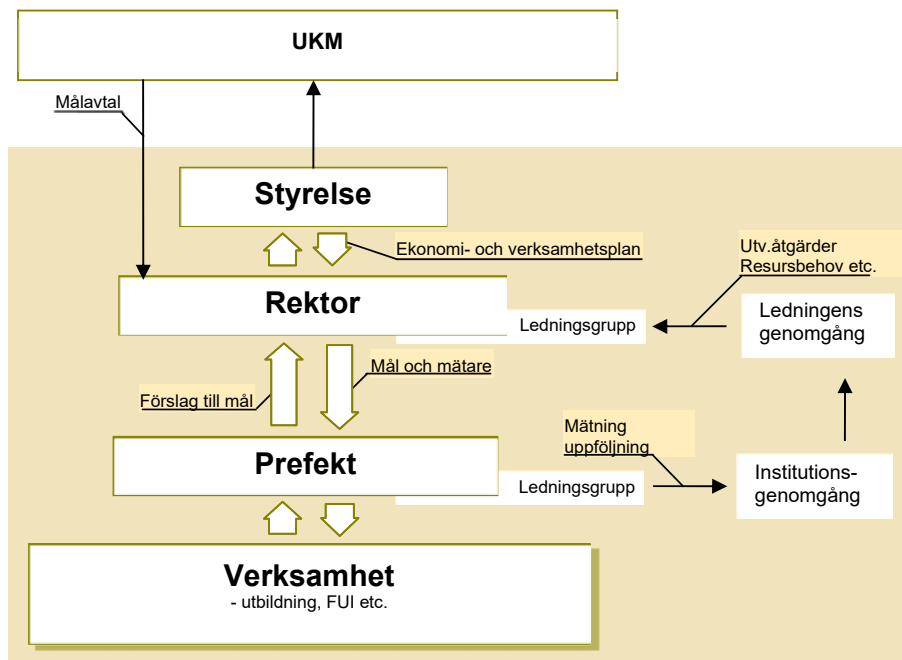 UKM
Målavtal
Styrelse
Ekonomi- och verksamhetsplan
Utv.åtgärder
Resursbehov etc.
Rektor
Ledningsgrupp
Ledningens
genomgång
Mål och mätare
Förslag till mål
Mätning
uppföljning
Prefekt
Ledningsgrupp
Institutions-
genomgång
Verksamhet
- utbildning, FUI etc.